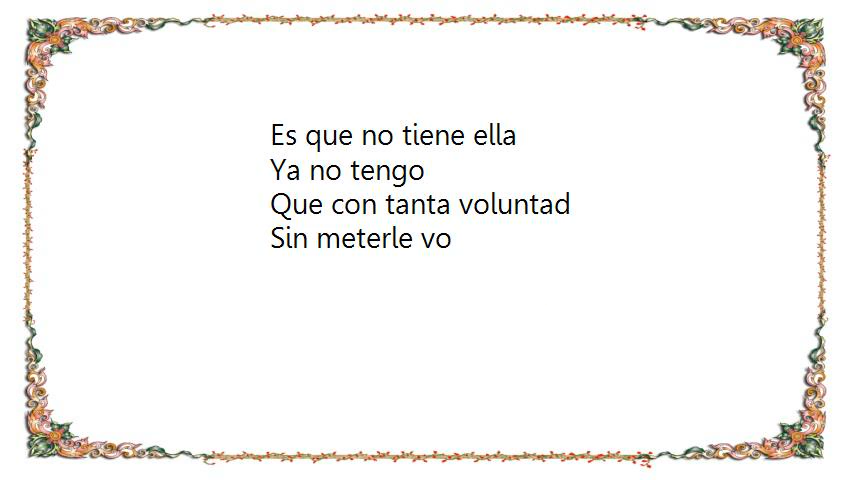 Es que no tiene ella
Ya no tengo
Que con tanta voluntad
Sin meterle vo